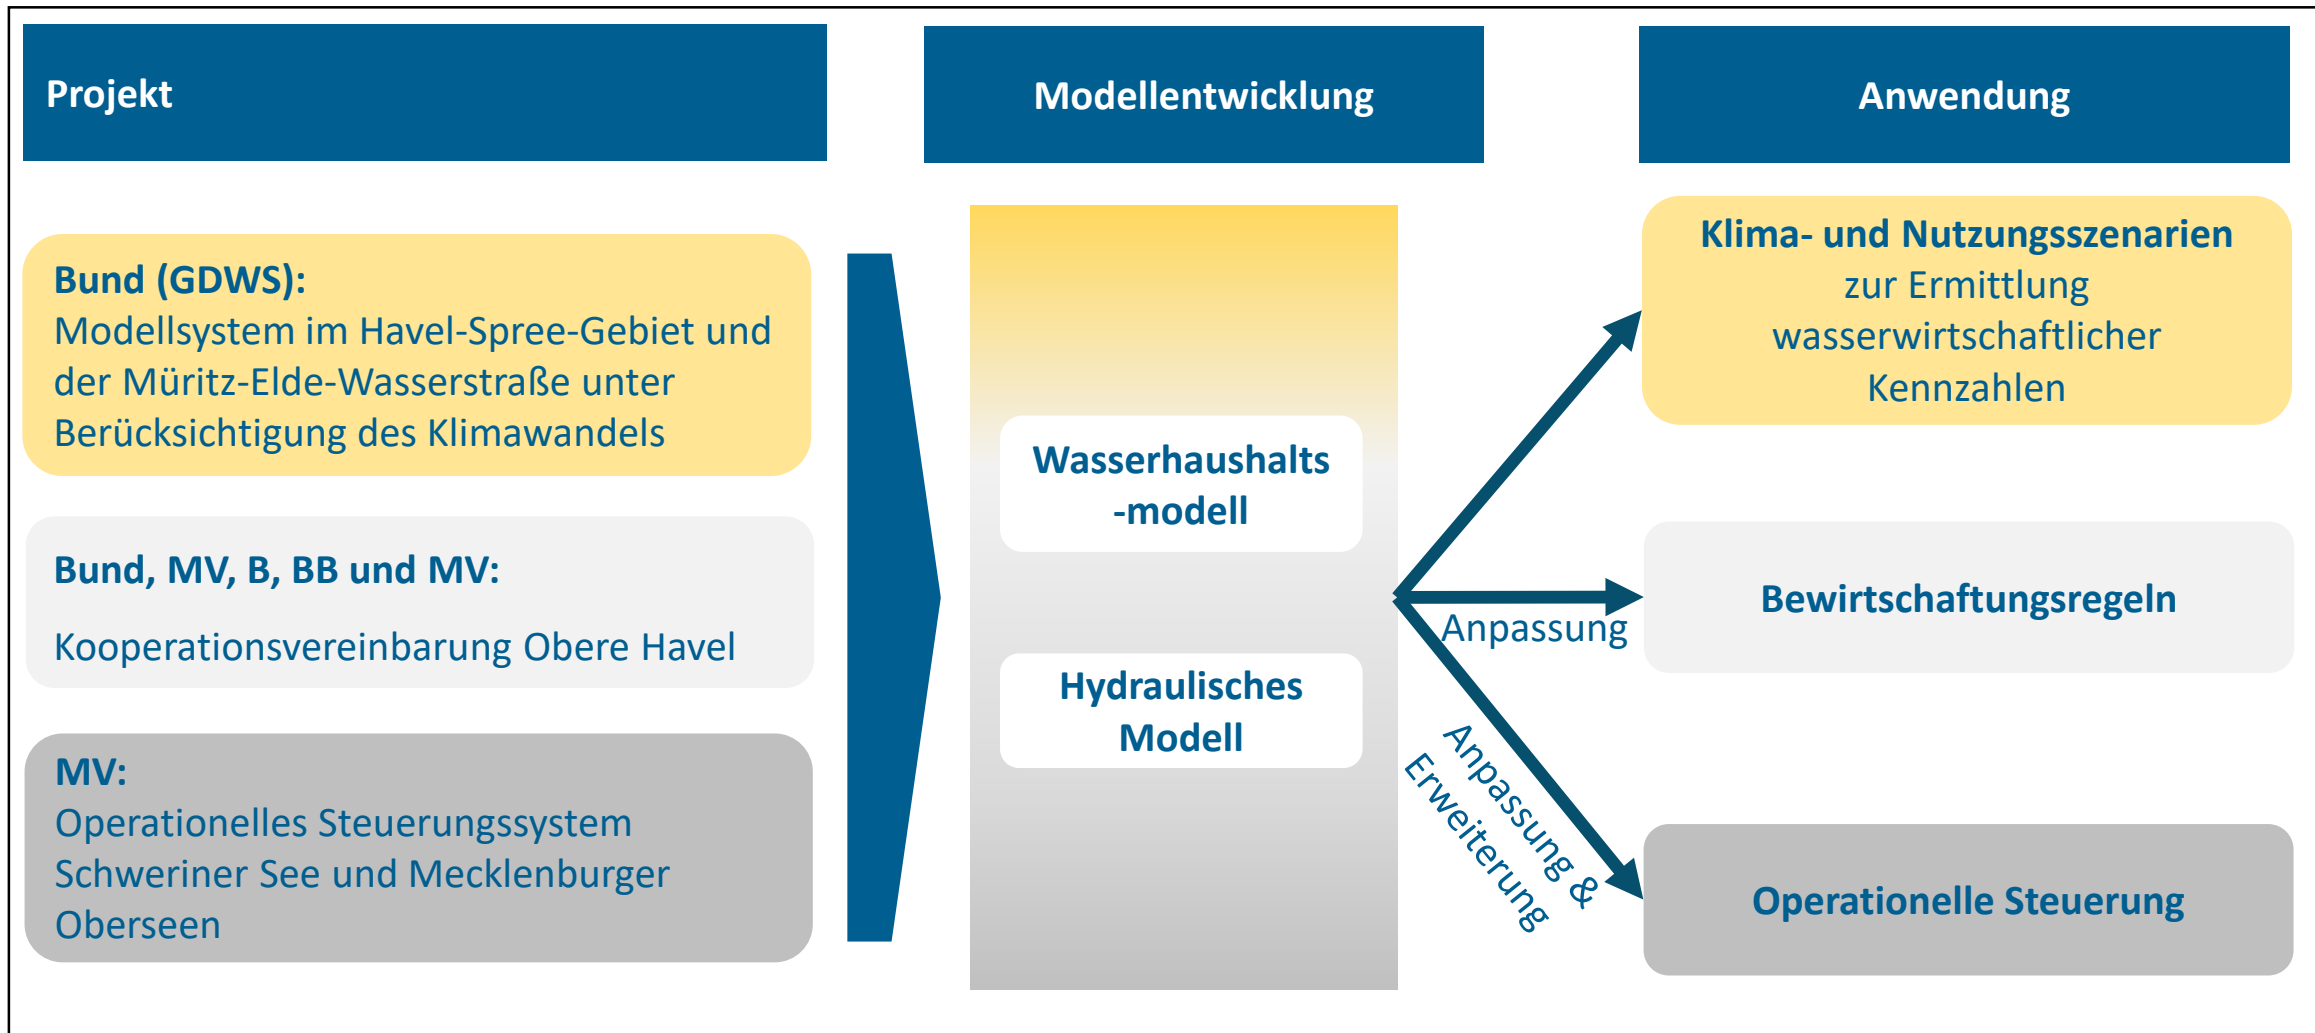 Projekt
Modellentwicklung
Anwendung
Bund (GDWS):
Modellsystem im Havel-Spree-Gebiet und
der Müritz-Elde-Wasserstraße unter
Berücksichtigung des Klimawandels
Bund, MV, B, BB und MV:
Kooperationsvereinbarung Obere Havel
MV:
Operationelles Steuerungssystem
Schweriner See und Mecklenburger
Oberseen
Wasserhaushalts
-modell
Hydraulisches
Modell
Anpassung
Anpassung &
Erweiterung
Klima- und Nutzungsszenarien
zur Ermittlung
wasserwirtschaftlicher
Kennzahlen
Bewirtschaftungsregeln
Operationelle Steuerung